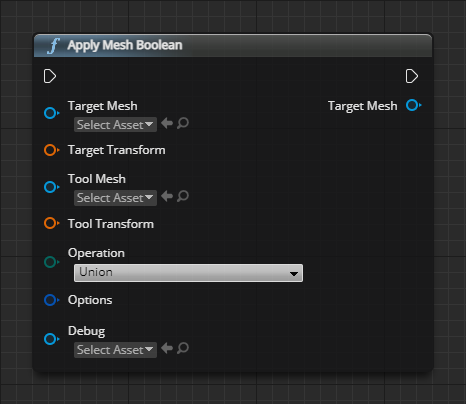 Apply Mesh Boolean
Target Mesh
Select Asset
Target Mesh
Target Transform
Tool Mesh
Select Asset
Tool Transform
Operation
Union
Options
Debug
Select Asset